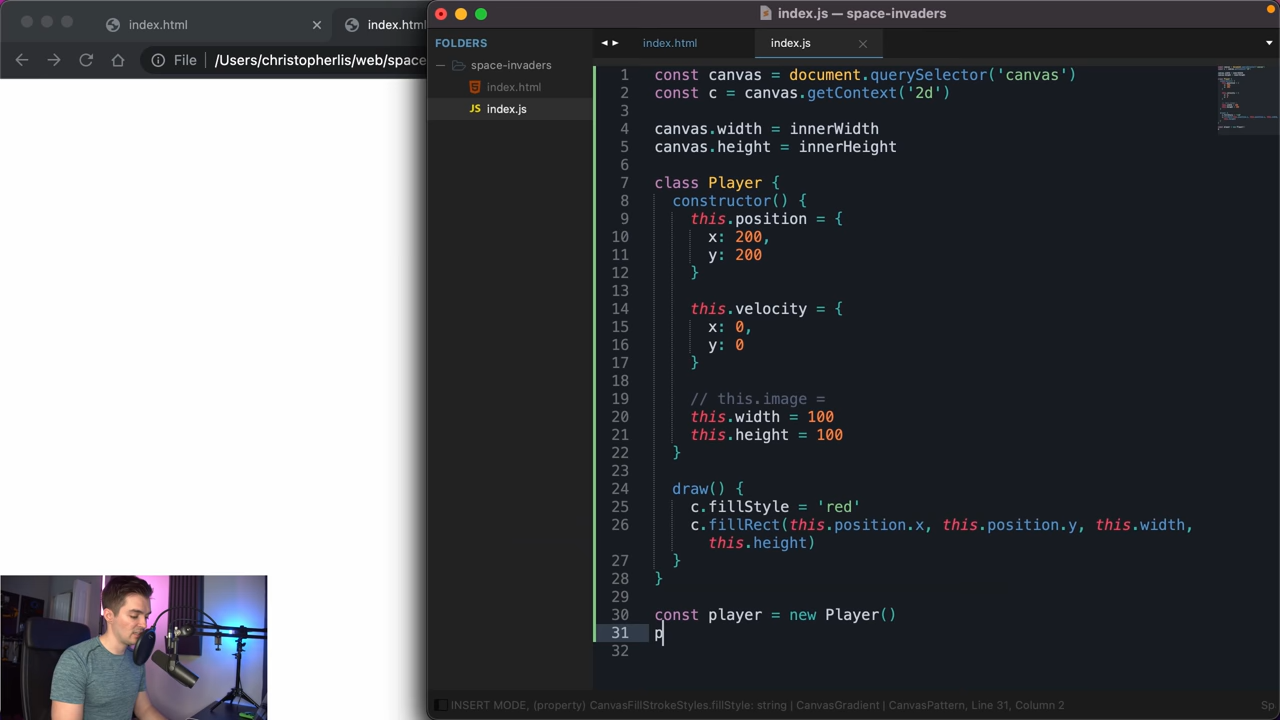 index.html
index.html
File
/Users/christopherlis/web/space
index.js — space-invaders
FOLDERS
space-invaders
index.html
JS index.js
index.html
index.js
1 const canvas = document.querySelector('canvas')
2 const c = canvas.getContext('2d')
3
4 canvas.width = innerWidth
5 canvas.height = innerHeight
6
7 class Player {
8 constructor() {
9 this.position = {
10 x: 200,
11 y: 200
12 }
13
14 this.velocity = {
15 x: 0,
16 y: 0
17 }
18
19 // this.image =
20 this.width = 100
21 this.height = 100
22 }
23
24 draw() {
25 c.fillStyle = 'red'
26 c.fillRect(this.position.x, this.position.y, this.width,
this.height)
27 }
28 }
29
30 const player = new Player()
31 p
32
INSERT MODE, (property) CanvasFillStrokeStyles.fillStyle: string | CanvasGradient | CanvasPattern, Line 31, Column 2
Sp